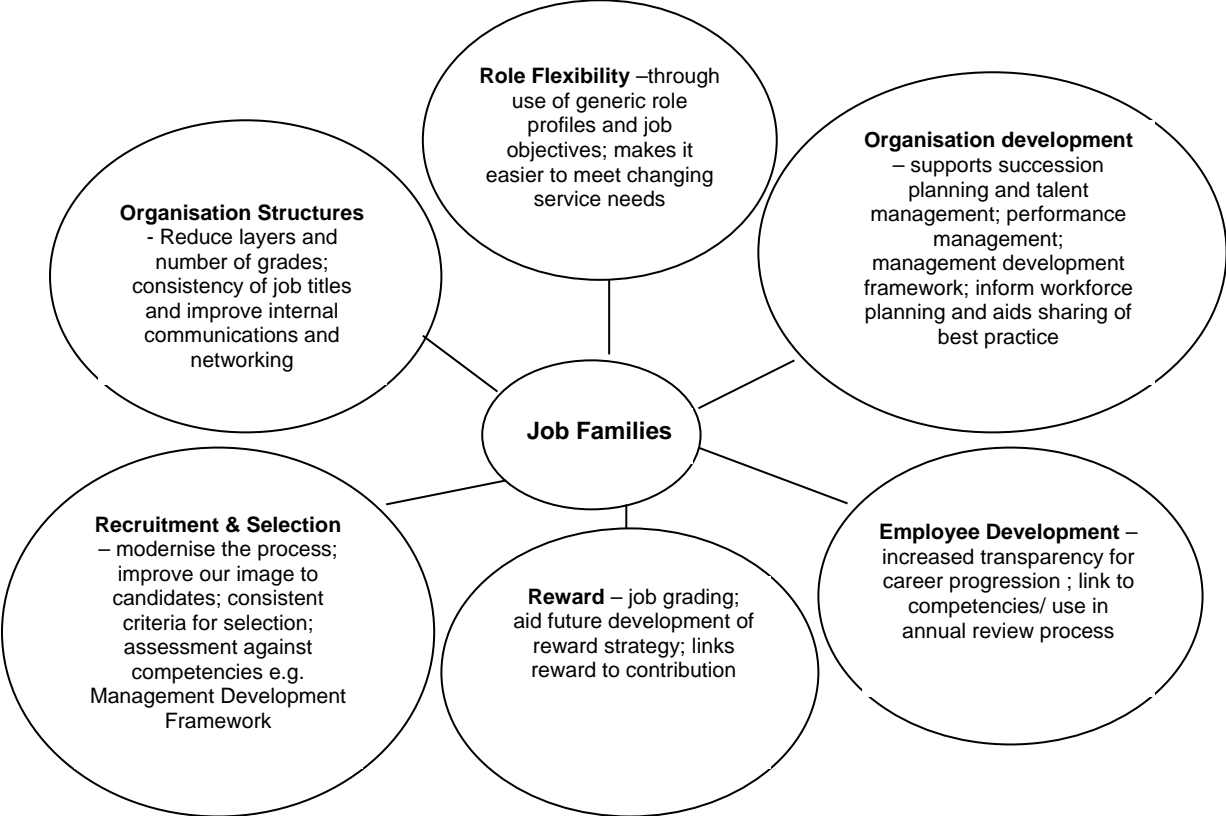 Role Flexibility –through
use of generic role
profiles and job
objectives; makes it
easier to meet changing
service needs
Organisation development
– supports succession
planning and talent
management; performance
management;
management development
framework; inform workforce
planning and aids sharing of
best practice
Organisation Structures
- Reduce layers and
number of grades;
consistency of job titles
and improve internal
communications and
networking
Job Families
Recruitment & Selection
– modernise the process;
improve our image to
candidates; consistent
criteria for selection;
assessment against
competencies e.g.
Management Development
Framework
Reward – job grading;
aid future development of
reward strategy; links
reward to contribution
Employee Development –
increased transparency for
career progression ; link to
competencies/ use in
annual review process